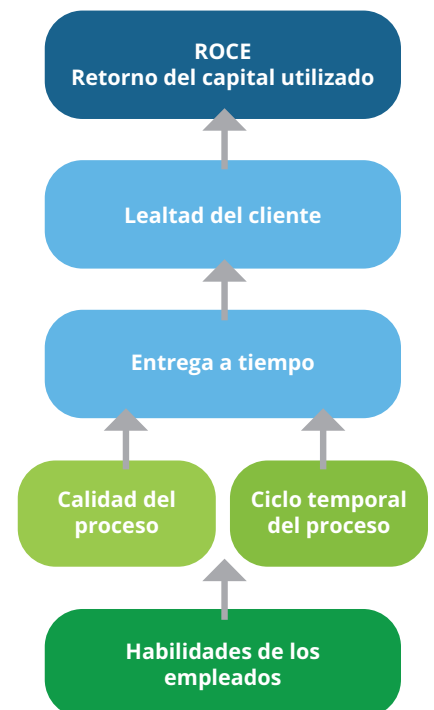 ROCE
Retorno del capital utilizado
Lealtad del cliente
Entrega a tiempo
Calidad del
proceso
Ciclo temporal
del proceso
Habilidades de los
empleados